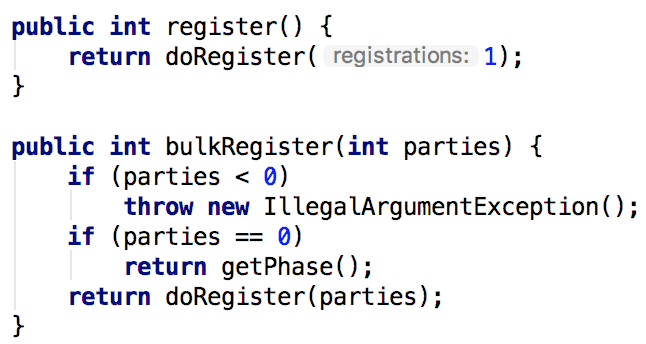 public int register() {
    return doRegister( registrations: 1);
}
public int bulkRegister(int parties) {
    if (parties < 0)
        throw new IllegalArgumentException();
    if (parties == 0)
        return getPhase();
    return doRegister(parties);
}